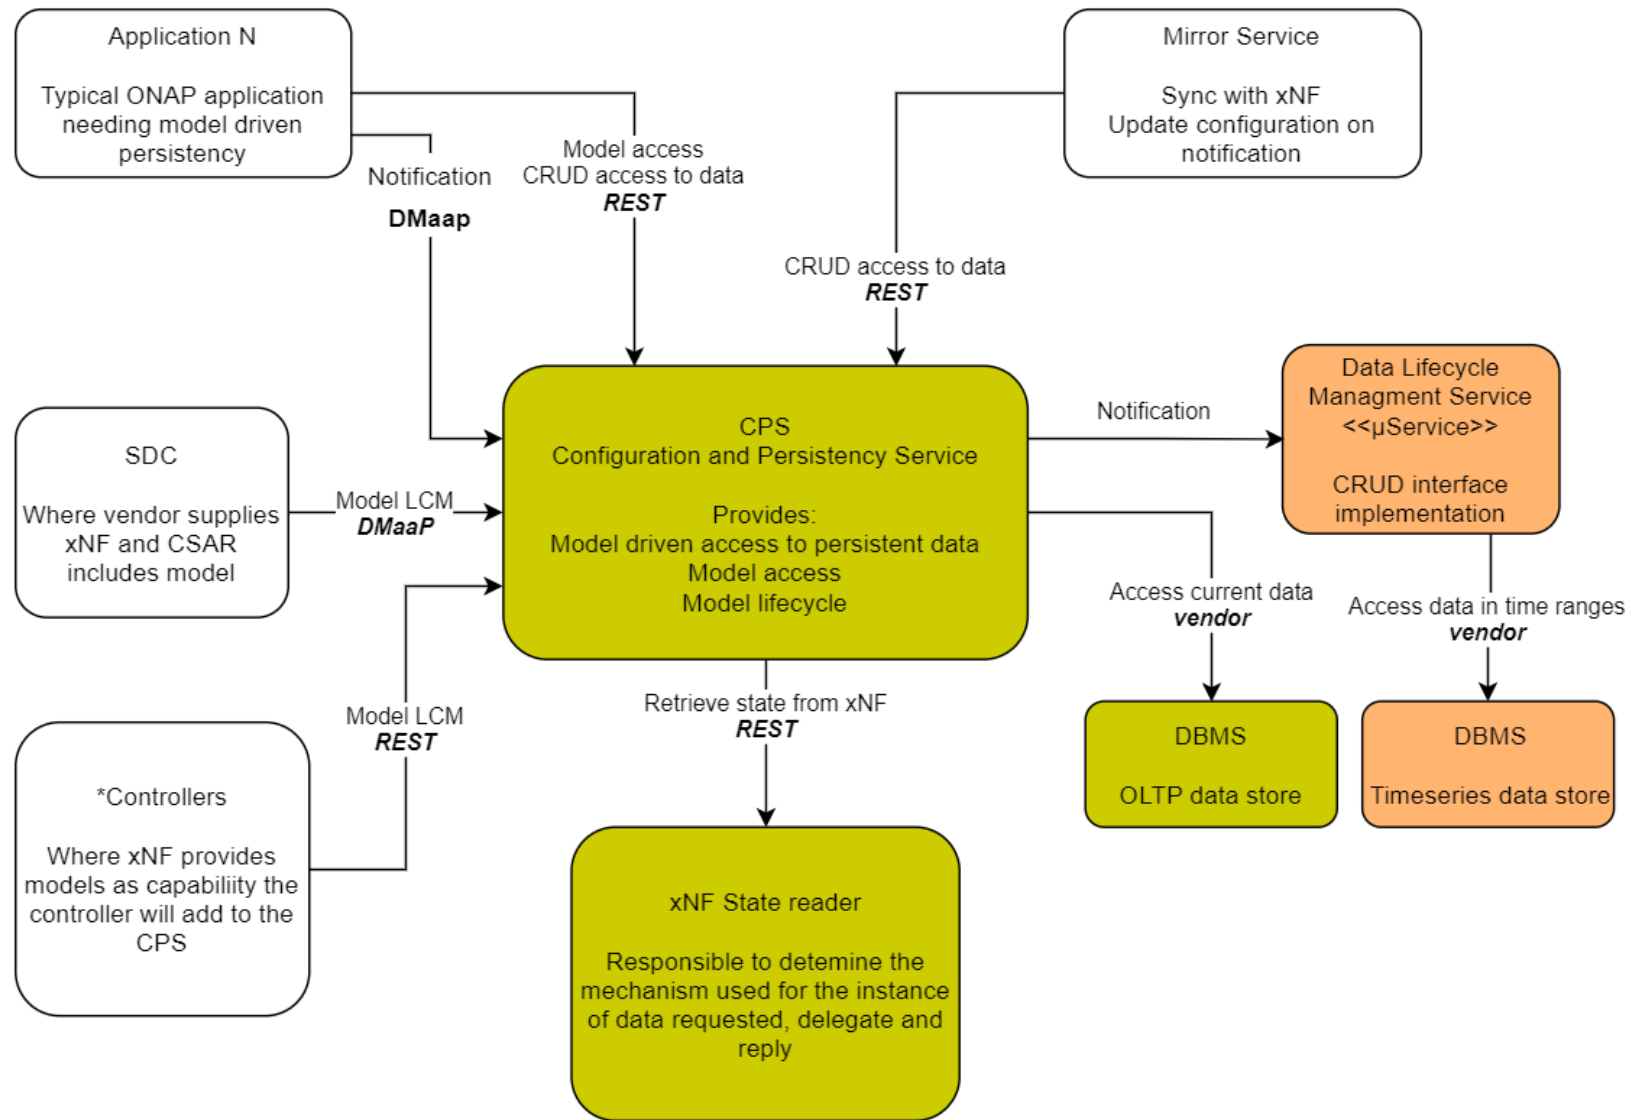 Application N
Typical ONAP application
needing model driven
persistency
Mirror Service
Sync with xNF
Update configuration on
notification
Notification
DMaap
Model access
CRUD access to data
REST
CRUD access to data
REST
SDC
Where vendor supplies
xNF and CSAR
includes model
Model LCM
DMaaP
CPS
Configuration and Persistency Service
Provides:
Model driven access to persistent data
Model access
Model lifecycle
Notification
Data Lifecycle
Managment Service
<<µService>>
CRUD interface
implementation
Access current data
vendor
Access data in time ranges
vendor
Model LCM
REST
Retrieve state from xNF
REST
DBMS
OLTP data store
DBMS
Timeseries data store
*Controllers
Where xNF provides
models as capabiliity the
controller will add to the
CPS
xNF State reader
Responsible to detemine the
mechanism used for the instance
of data requested, delegate and
reply